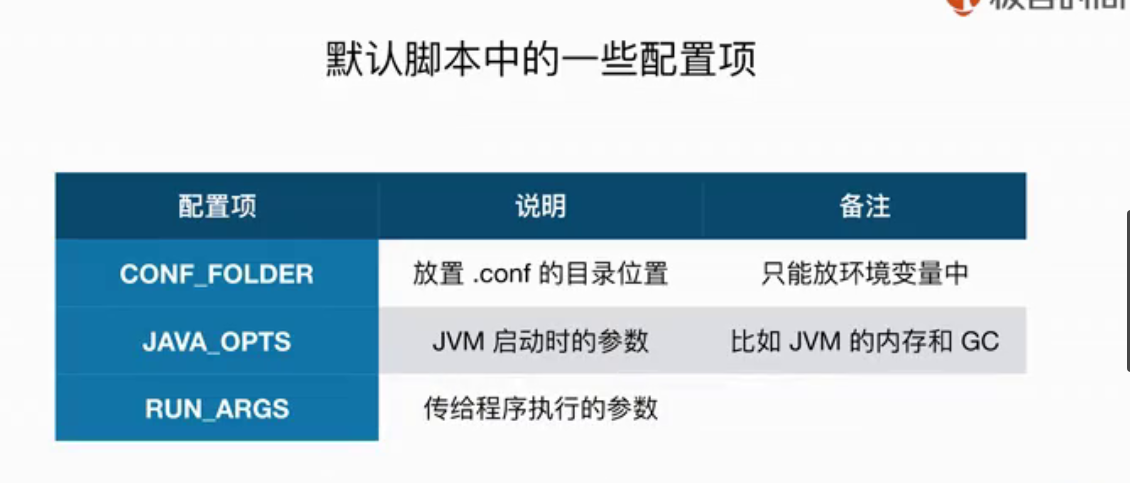 默认脚本中的一些配置项
配置项 说明 备注
CONF_FOLDER 放置 .conf 的目录位置 只能放环境变量中
JAVA_OPTS JVM 启动时的参数 比如 JVM 的内存和 GC
RUN_ARGS 传给程序执行的参数